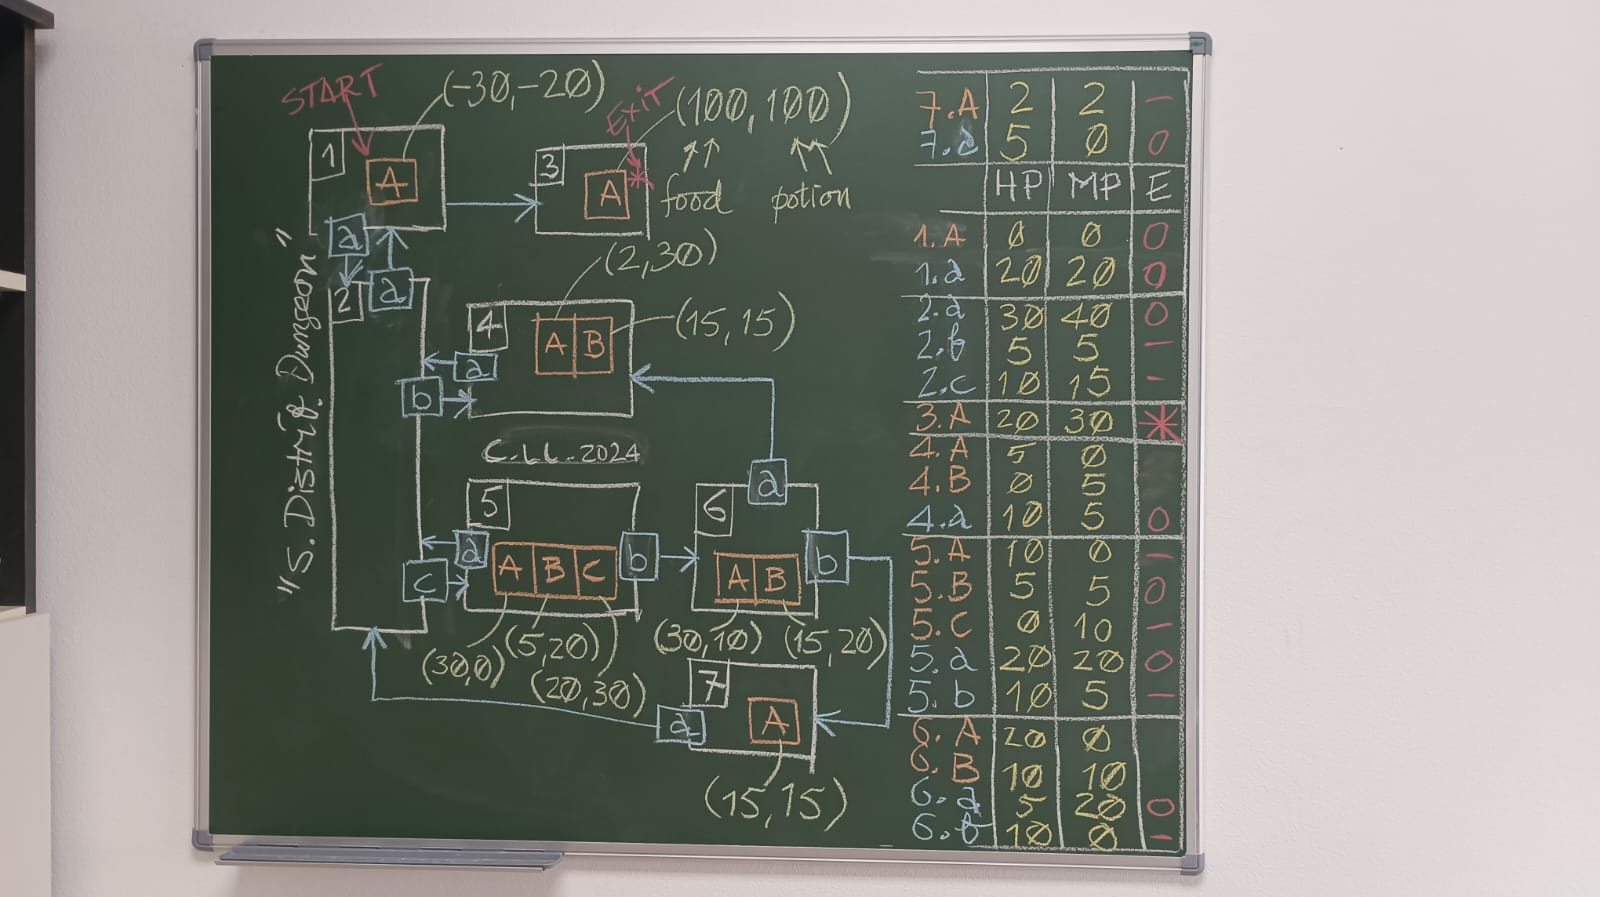 START
(-30,-20)
1
A
a
EXIT
(100,100)
food
potion
3
A
*
"S. Distrif. Dungeon"
2
a
b
c
(2,30)
4
A B
(15,15)
a
C.LL.2024
5
a
A B C
b
(30,0)
(5,20)
(20,30)
6
a
A B
b
(30,10)
(15,20)
7
a
A
(15,15)
7.A 2 2 -
7.a 5 0 0
HP MP E
1.A 0 0 0
1.a 20 20 0
2.a 30 40 0
2.b 5 5 -
2.c 10 15 -
3.A 20 30 *
4.A 5 0
4.B 0 5
4.a 10 5 0
5.A 10 0 -
5.B 5 5 0
5.C 0 10 -
5.a 20 20 0
5.b 10 5 -
6.A 20 0
6.B 10 10
6.a 5 20 0
6.b 10 0 -